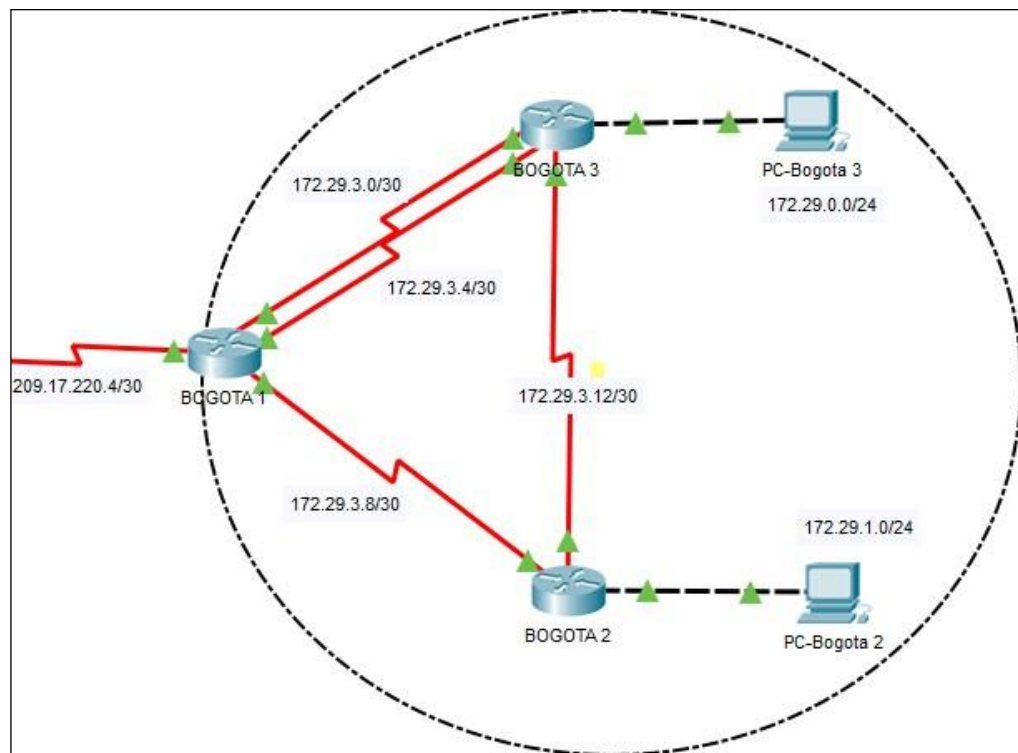 BOGOTA 3
PC-Bogota 3
172.29.3.0/30
172.29.0.0/24
172.29.3.4/30
209.17.220.4/30
BOGOTA 1
172.29.3.12/30
172.29.3.8/30
172.29.1.0/24
BOGOTA 2
PC-Bogota 2